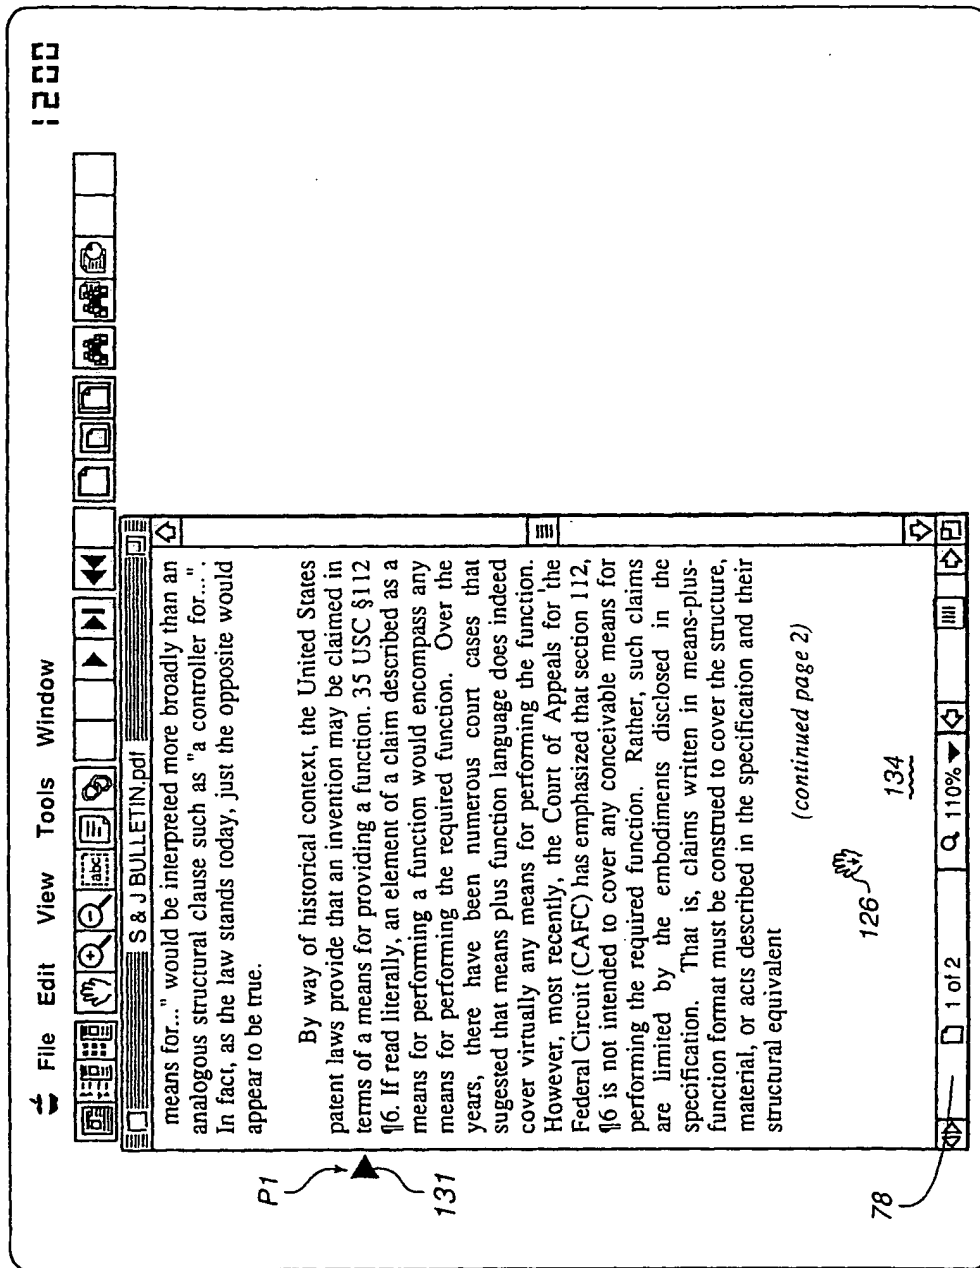 1200
File Edit View Tools Window
abc
S & J BULLETIN.pdf
means for..." would be interpreted more broadly than an
analogous structural clause such as "a controller for...".
In fact, as the law stands today, just the opposite would
appear to be true.
By way of historical context, the United States
patent laws provide that an invention may be claimed in
terms of a means for providing a function. 35 USC §112
¶6. If read literally, an element of a claim described as a
means for performing a function would encompass any
means for performing the required function. Over the
years, there have been numerous court cases that
sugested that means plus function language does indeed
cover virtually any means for performing the function.
However, most recently, the Court of Appeals for the
Federal Circuit (CAFC) has emphasized that section 112,
¶6 is not intended to cover any conceivable means for
performing the required function. Rather, such claims
are limited by the embodiments disclosed in the
specification. That is, claims writen in means-plus-
function format must be construed to cover the structure,
material, or acts described in the specification and their
structural equivalent
(continued page 2)
P1
131
126
134
78
1 of 2
110%